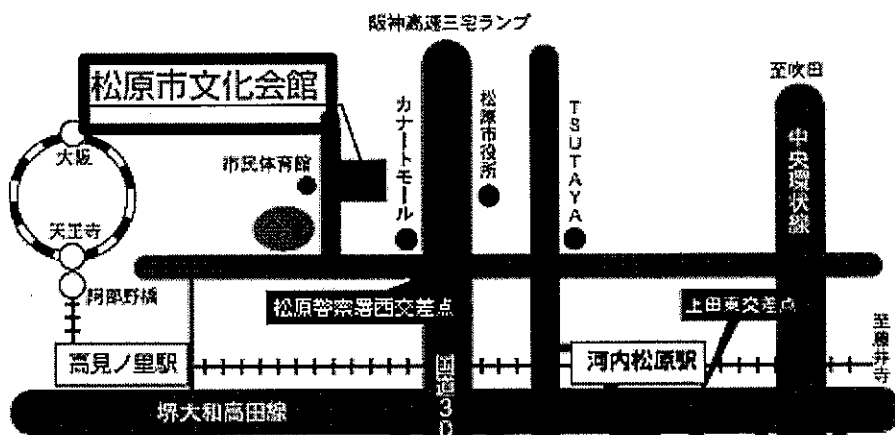 阪神高速三宅ランプ
至吹田
松原市文化会館
カナートモール
松原市役所
TSUTAYA
中央環状線
大阪
市民体育館
天王寺
阿部野橋
松原警察署西交差点
上田東交差点
至藤井寺
高見ノ里駅
河内松原駅
国道3
堺大和高田線